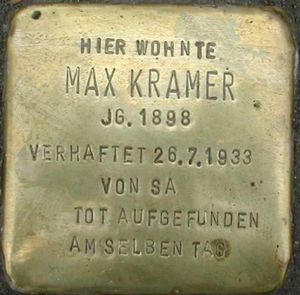 HIER WOHNTE
MAX KRAMER
JG. 1898
VERHAFTET 26.7.1933
VON SA
TOT AUFGEFUNDEN
AM SELBEN TAG